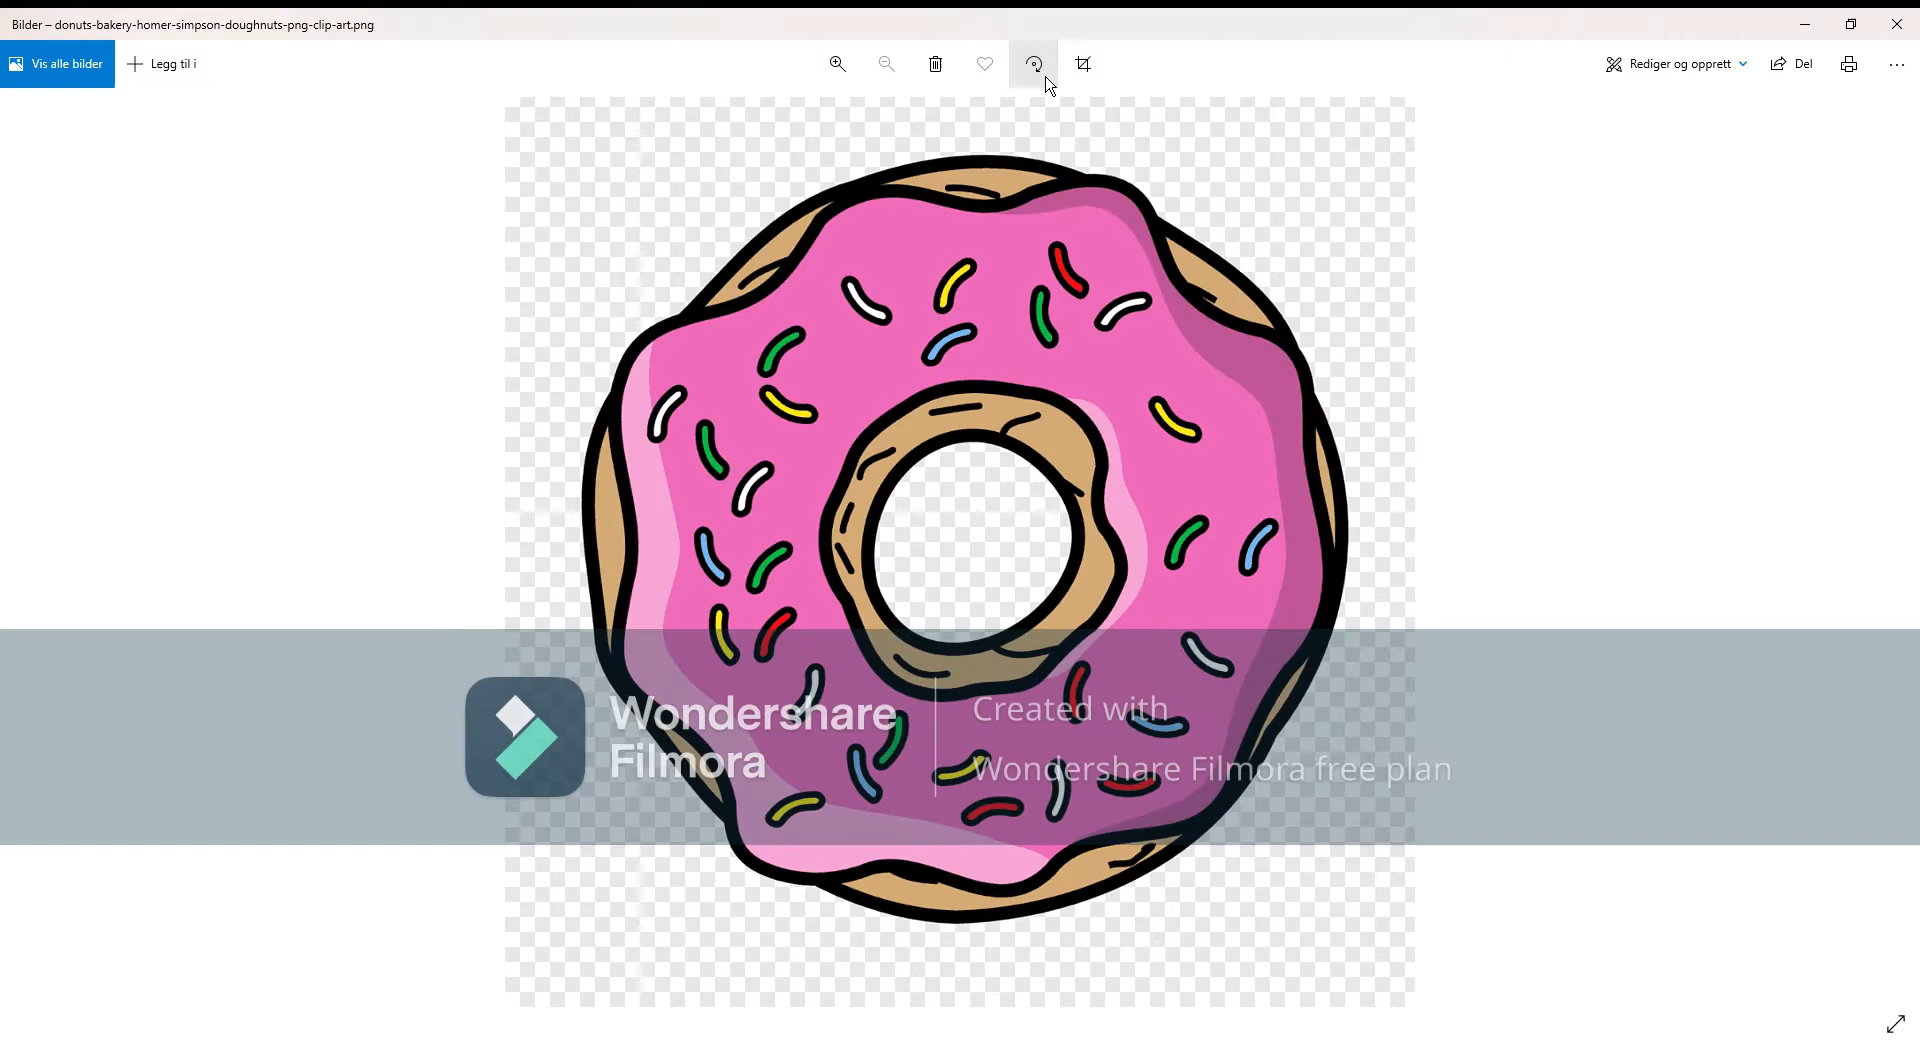 Bilder – donuts-bakery-homer-simpson-doughnuts-png-clip-art.png
Vis alle bilder
Legg til i
Rediger og opprett
Del
Wondershare
Filmora
Created with
Wondershare Filmora free plan